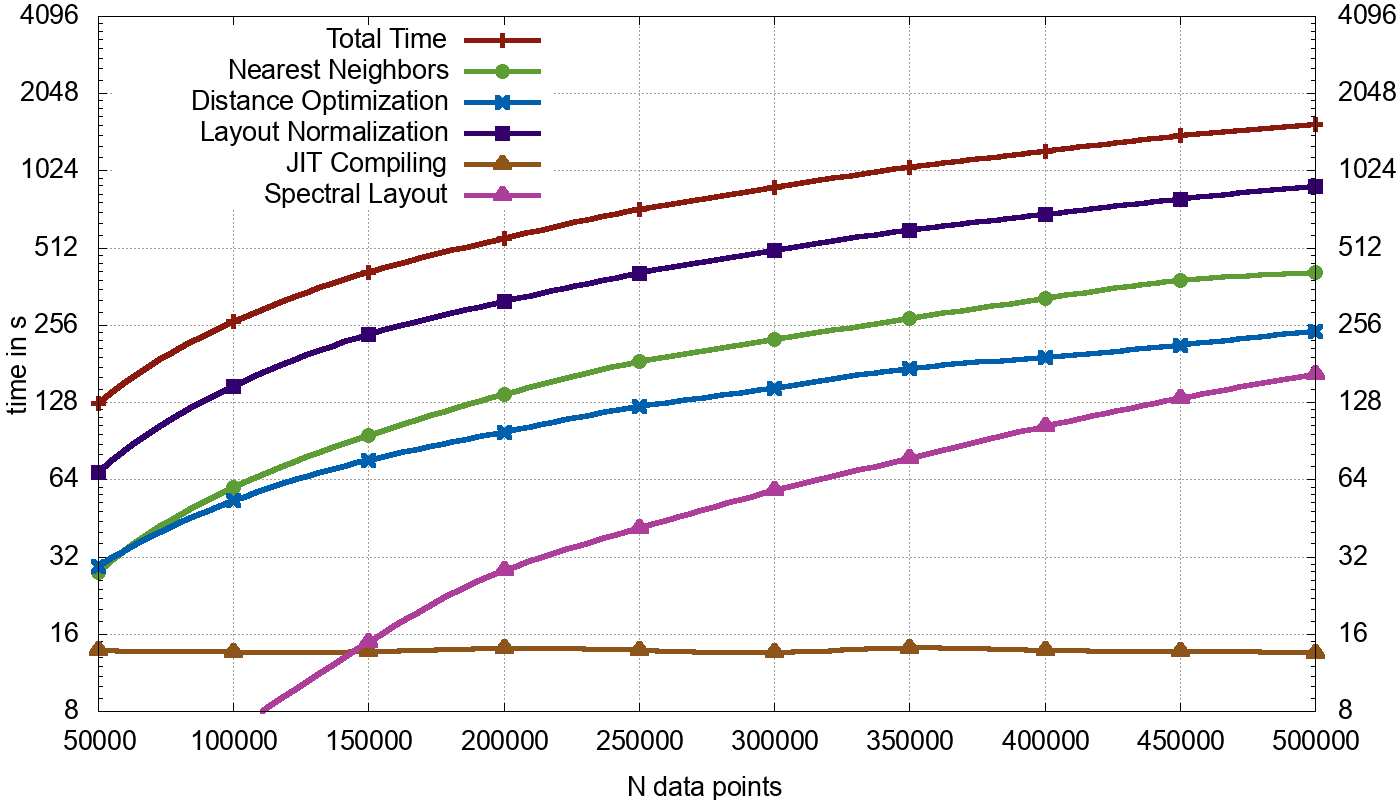 4096
2048
1024
512
256
128
64
32
16
8
time in s
Total Time
Nearest Neighbors
Distance Optimization
Layout Normalization
JIT Compiling
Spectral Layout
4096
2048
1024
512
256
128
64
32
16
8
50000 100000 150000 200000 250000 300000 350000 400000 450000 500000
N data points